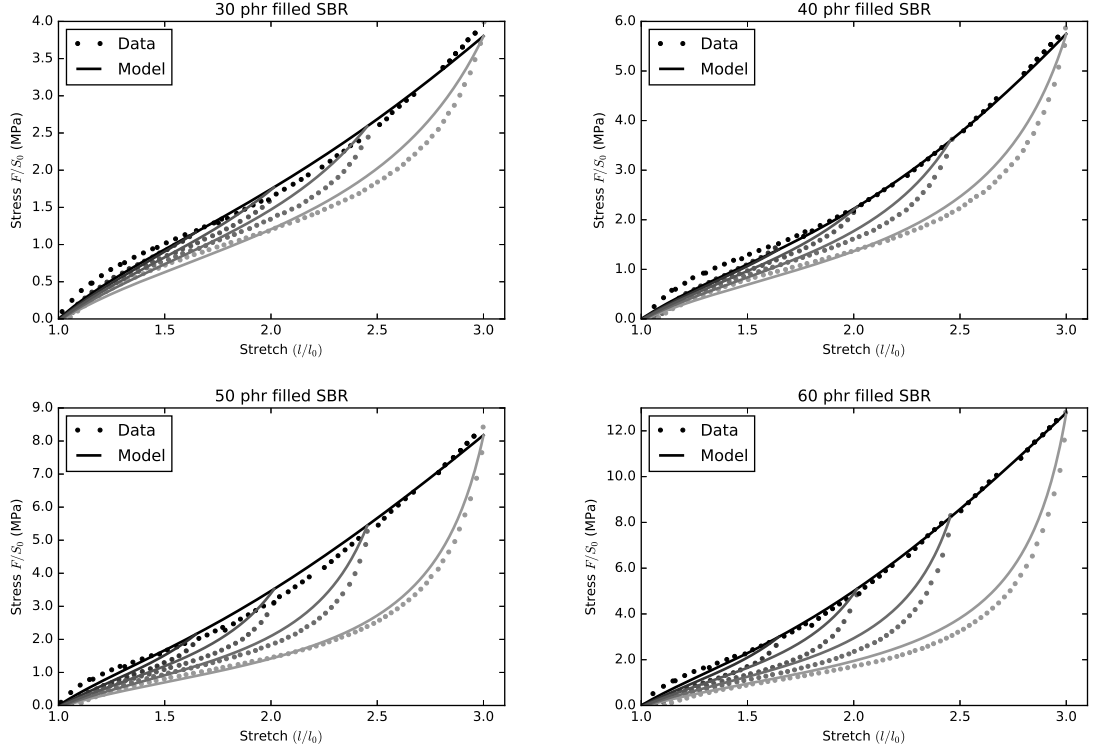 30 phr filled SBR
4.0
3.5
3.0
2.5
2.0
1.5
1.0
0.5
0.0
Stress F/S₀ (MPa)
Data
Model
1.0 1.5 2.0 2.5 3.0
Stretch (l/l₀)
40 phr filled SBR
6.0
5.0
4.0
3.0
2.0
1.0
0.0
Stress F/S₀ (MPa)
Data
Model
1.0 1.5 2.0 2.5 3.0
Stretch (l/l₀)
50 phr filled SBR
9.0
8.0
7.0
6.0
5.0
4.0
3.0
2.0
1.0
0.0
Stress F/S₀ (MPa)
Data
Model
1.0 1.5 2.0 2.5 3.0
Stretch (l/l₀)
60 phr filled SBR
12.0
10.0
8.0
6.0
4.0
2.0
0.0
Stress F/S₀ (MPa)
Data
Model
1.0 1.5 2.0 2.5 3.0
Stretch (l/l₀)